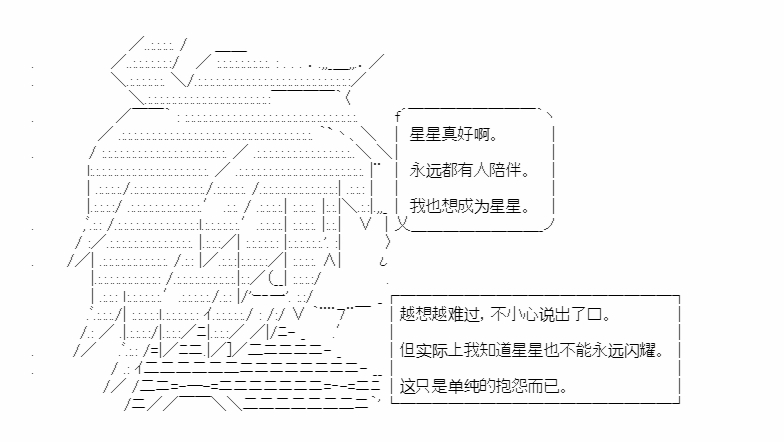 星星真好啊。
永远都有人陪伴。
我也想成为星星。
越想越难过, 不小心说出了口。
但实际上我知道星星也不能永远闪耀。
这只是单纯的抱怨而已。